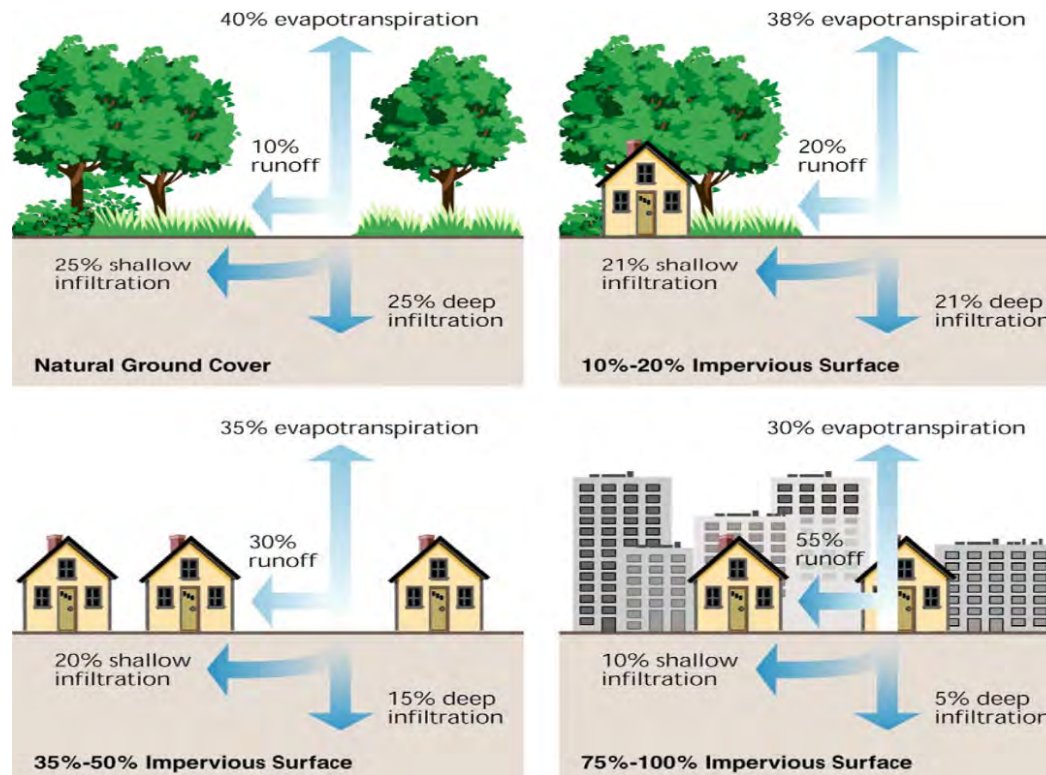 40% evapotranspiration
10%
runoff
25% shallow
infiltration
25% deep
infiltration
Natural Ground Cover
38% evapotranspiration
20%
runoff
21% shallow
infiltration
21% deep
infiltration
10%-20% Impervious Surface
35% evapotranspiration
30%
runoff
20% shallow
infiltration
15% deep
infiltration
35%-50% Impervious Surface
30% evapotranspiration
55%
runoff
10% shallow
infiltration
5% deep
infiltration
75%-100% Impervious Surface